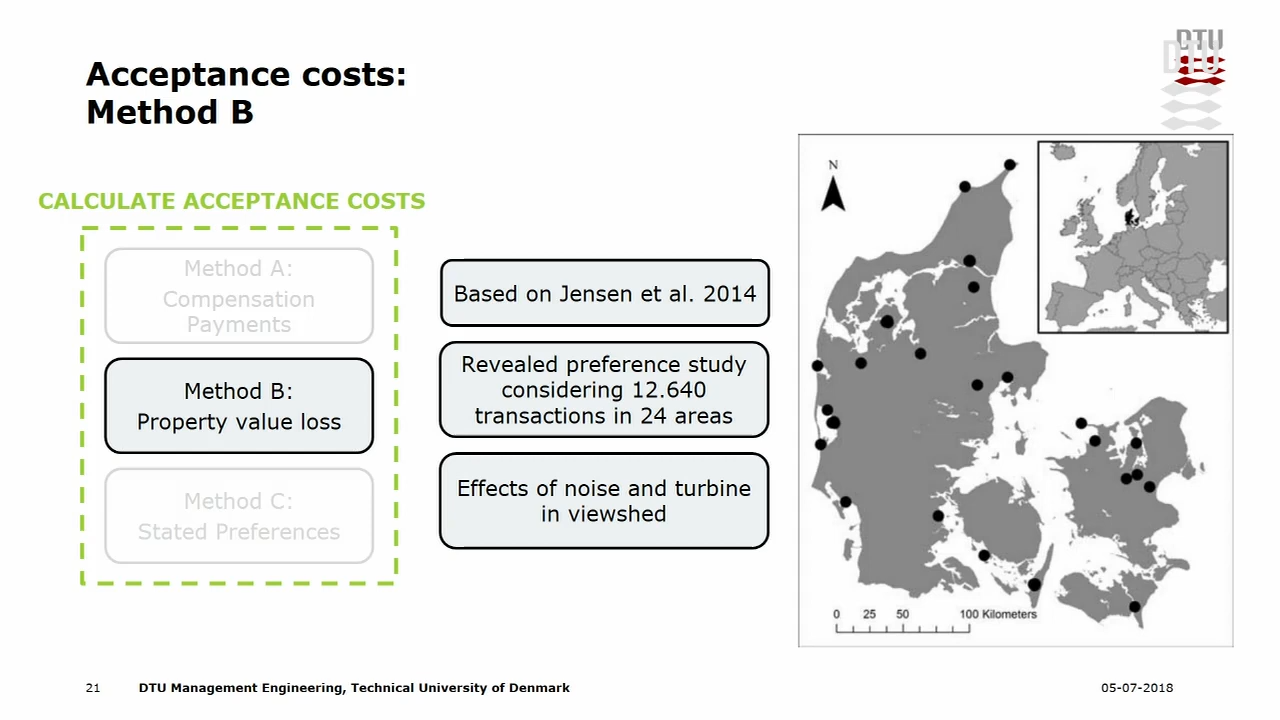 Acceptance costs:
Method B
DTU
DTU
CALCULATE ACCEPTANCE COSTS
Method A:
Compensation
Payments
Method B:
Property value loss
Method C:
Stated Preferences
Based on Jensen et al. 2014
Revealed preference study
considering 12.640
transactions in 24 areas
Effects of noise and turbine
in viewshed
N
0 25 50 100 Kilometers
21 DTU Management Engineering, Technical University of Denmark 05-07-2018